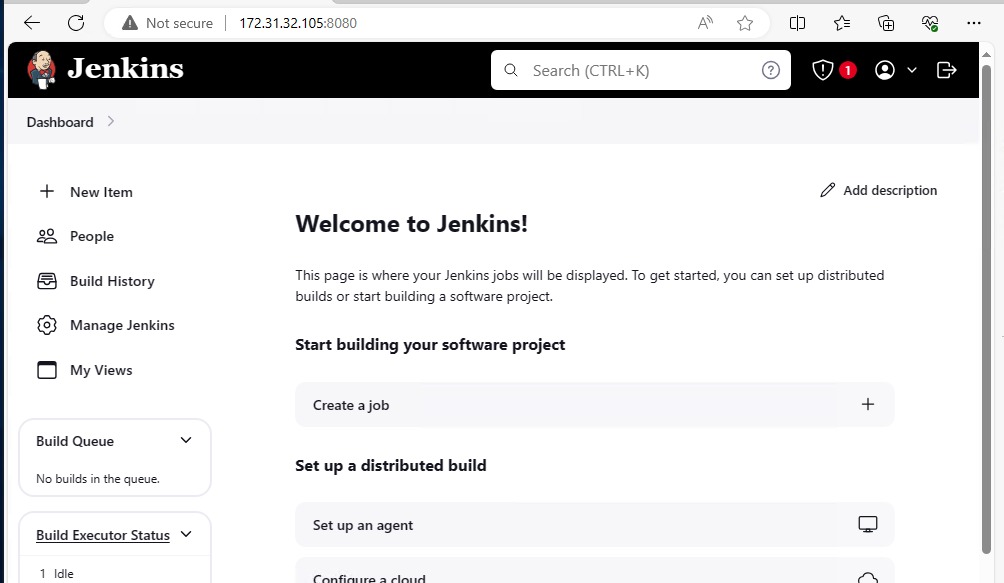 Not secure
172.31.32.105:8080
Jenkins
Search (CTRL+K)
1
Dashboard
New Item
People
Build History
Manage Jenkins
My Views
Build Queue
No builds in the queue.
Build Executor Status
1 Idle
Add description
Welcome to Jenkins!
This page is where your Jenkins jobs will be displayed. To get started, you can set up distributed
builds or start building a software project.
Start building your software project
Create a job
Set up a distributed build
Set up an agent
Configure a cloud